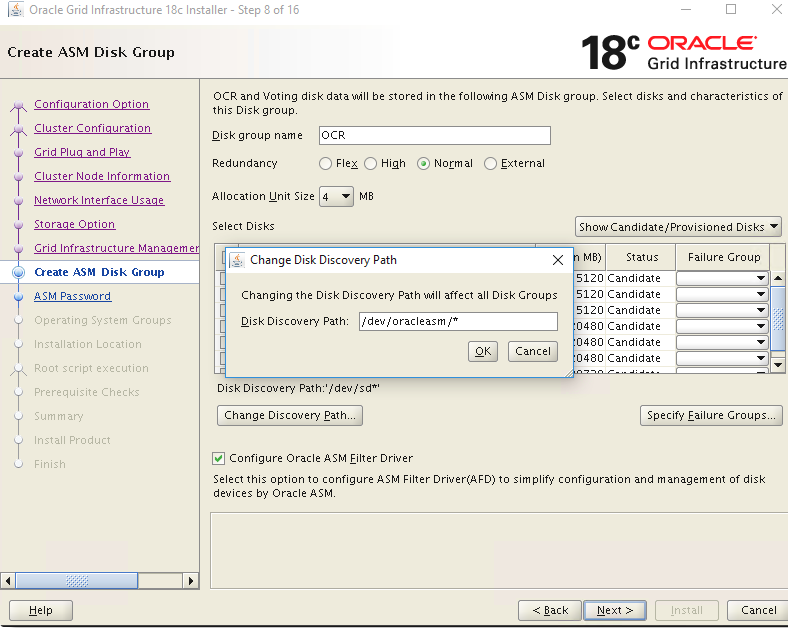 Oracle Grid Infrastructure 18c Installer - Step 8 of 16
Create ASM Disk Group
18c ORACLE
Grid Infrastructure
Configuration Option
Cluster Configuration
Grid Plug and Play
Cluster Node Information
Network Interface Usage
Storage Option
Grid Infrastructure Managemen
Create ASM Disk Group
ASM Password
Operating System Groups
Installation Location
Root script execution
Prerequisite Checks
Summary
Install Product
Finish
OCR and Voting disk data will be stored in the following ASM Disk group. Select disks and characteristics of
this Disk group.
Disk group name OCR
Redundancy Flex High Normal External
Allocation Unit Size 4 MB
Select Disks Show Candidate/Provisioned Disks
MB) Status Failure Group
5120 Candidate
5120 Candidate
5120 Candidate
20480 Candidate
20480 Candidate
20480 Candidate
Change Disk Discovery Path
Changing the Disk Discovery Path will affect all Disk Groups
Disk Discovery Path: /dev/oracleasm/*
OK Cancel
Disk Discovery Path:'/dev/sd*'
Change Discovery Path... Specify Failure Groups...
Configure Oracle ASM Filter Driver
Select this option to configure ASM Filter Driver(AFD) to simplify configuration and management of disk
devices by Oracle ASM.
Help < Back Next > Install Cancel